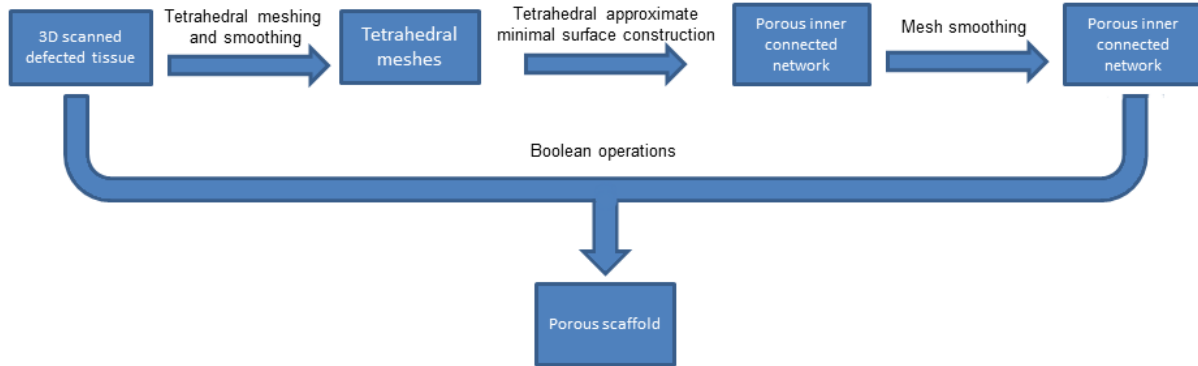 3D scanned
defected tissue
Tetrahedral meshing
and smoothing
Tetrahedral
meshes
Tetrahedral approximate
minimal surface construction
Porous inner
connected
network
Mesh smoothing
Porous inner
connected
network
Boolean operations
Porous scaffold